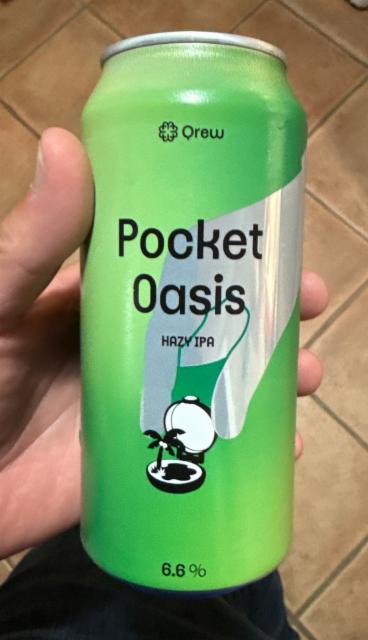 Qrew
Pocket
Oasis
HAZY IPA
6.6%